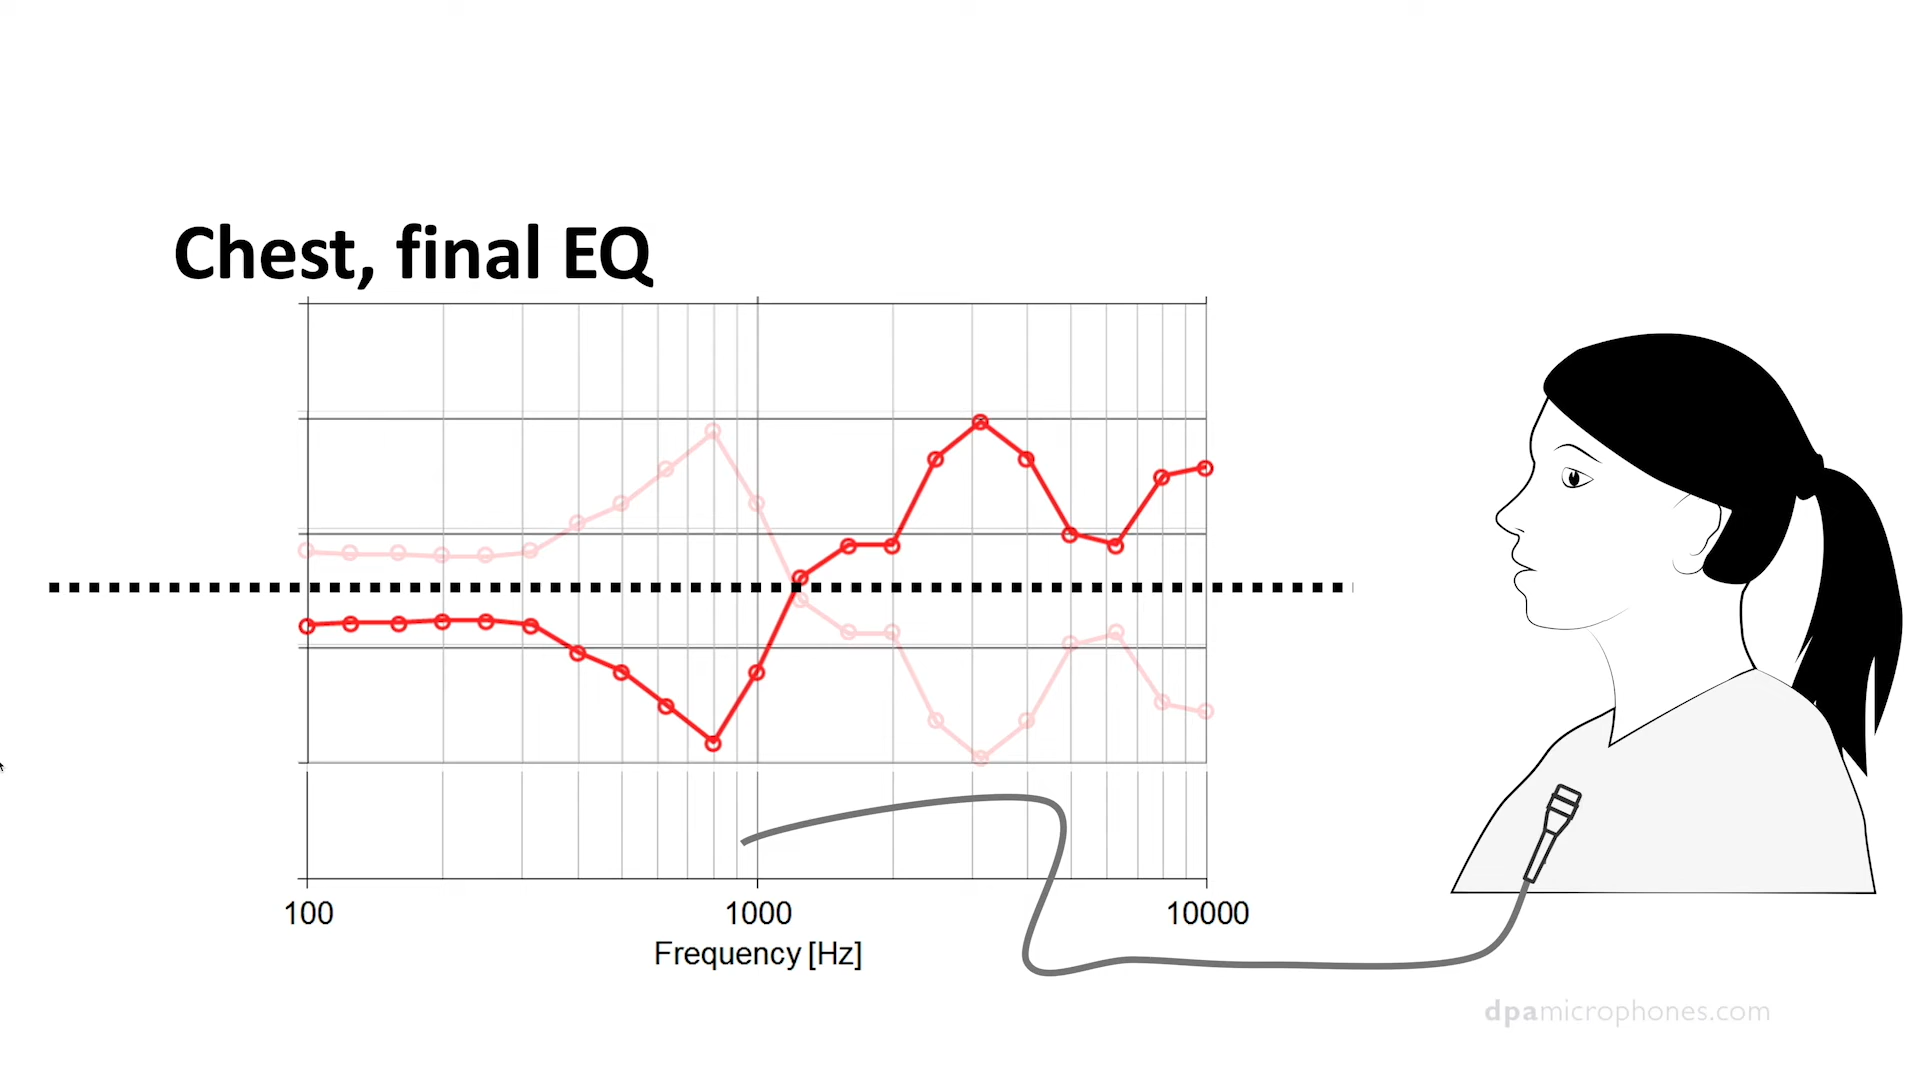 Chest, final EQ
100 1000 10000
Frequency [Hz]
dpamicrophones.com